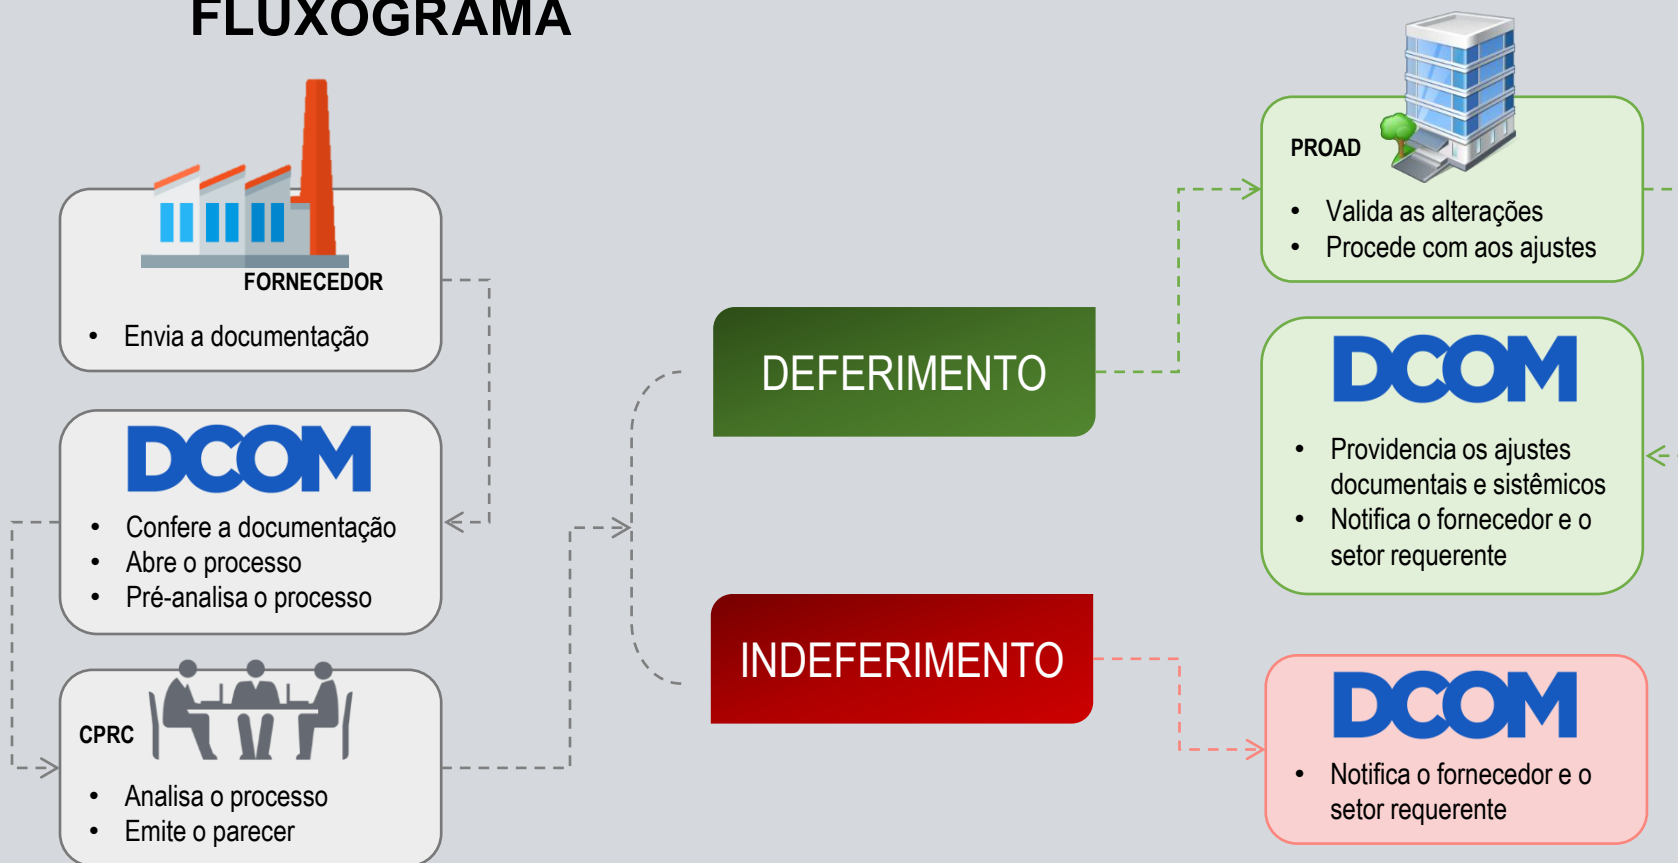 FLUXOGRAMA
FORNECEDOR
• Envia a documentação
DCOM
• Confere a documentação
• Abre o processo
• Pré-analisa o processo
CPRC
• Analisa o processo
• Emite o parecer
DEFERIMENTO
INDEFERIMENTO
PROAD
• Valida as alterações
• Procede com aos ajustes
DCOM
• Providencia os ajustes
documentais e sistêmicos
• Notifica o fornecedor e o
setor requerente
DCOM
• Notifica o fornecedor e o
setor requerente